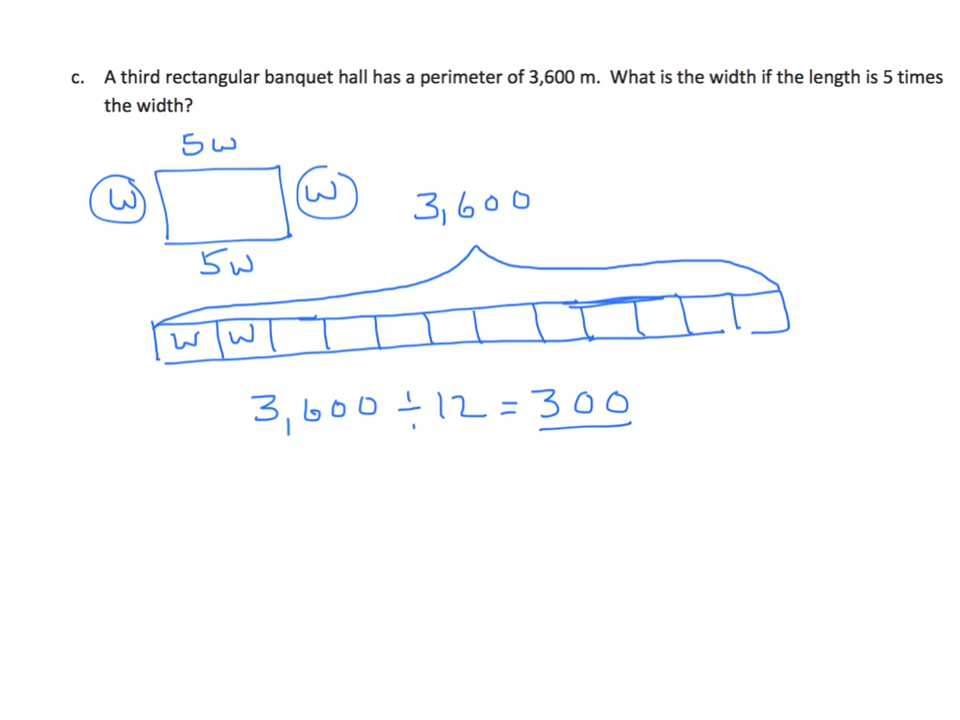 c. A third rectangular banquet hall has a perimeter of 3,600 m. What is the width if the length is 5 times
the width?
5w
w w
3,600
5w
w w
3,600 ÷ 12 = 300